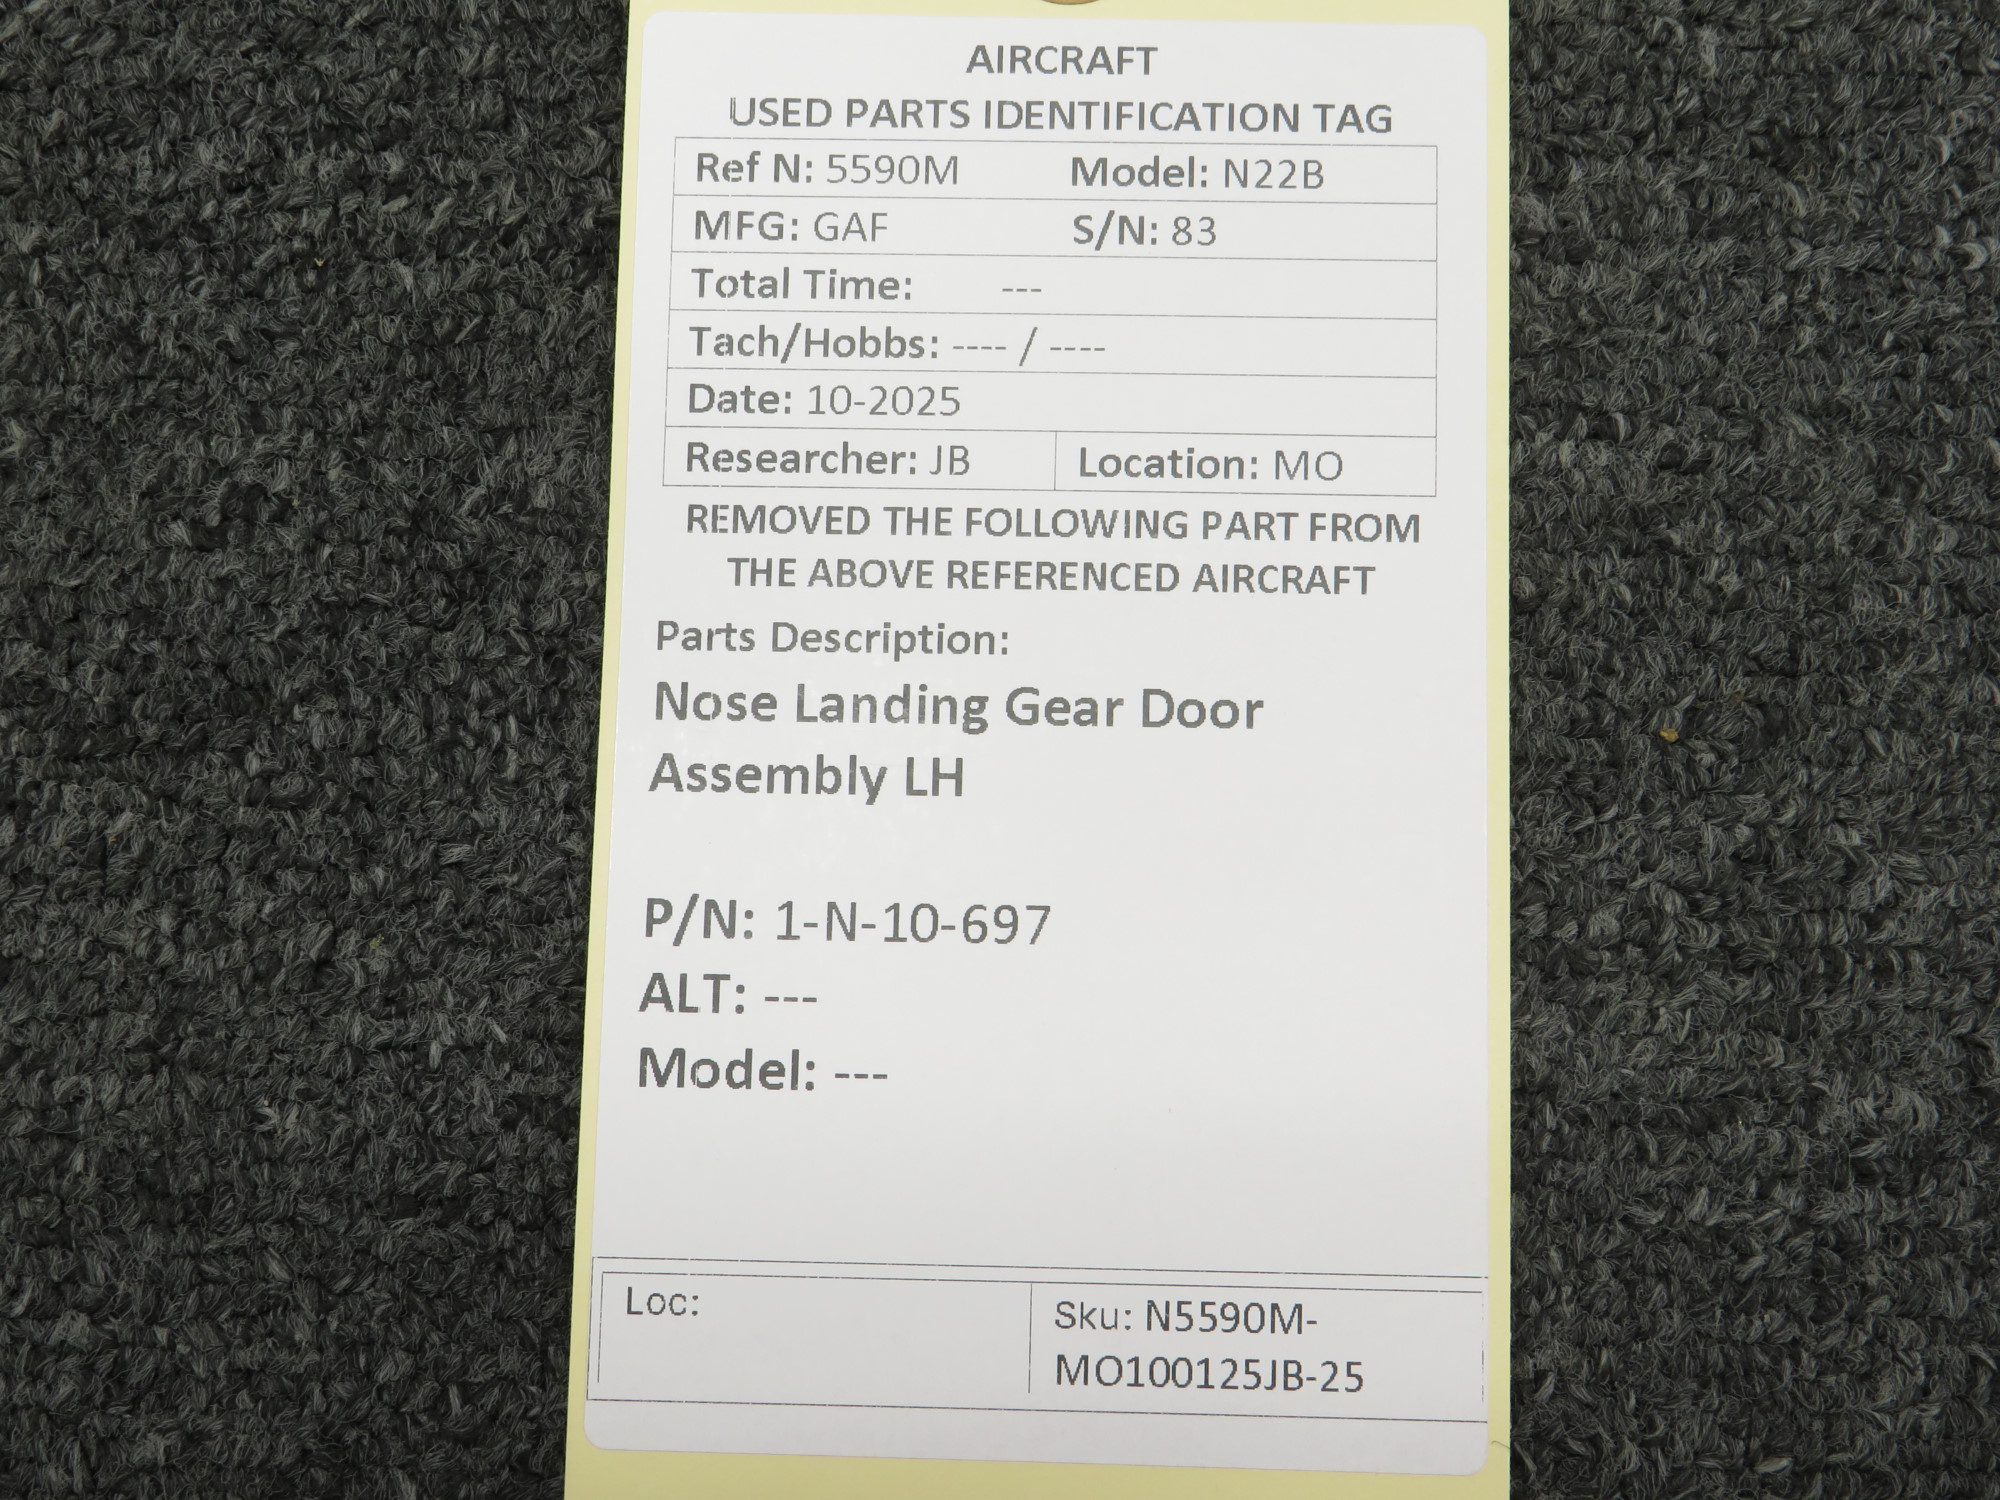 AIRCRAFT
USED PARTS IDENTIFICATION TAG
Ref N: 5590M Model: N22B
MFG: GAF S/N: 83
Total Time: ---
Tach/Hobbs: ---- / ----
Date: 10-2025
Researcher: JB Location: MO
REMOVED THE FOLLOWING PART FROM
THE ABOVE REFERENCED AIRCRAFT
Parts Description:
Nose Landing Gear Door
Assembly LH
P/N: 1-N-10-697
ALT: ---
Model: ---
Loc: Sku: N5590M-
MO100125JB-25